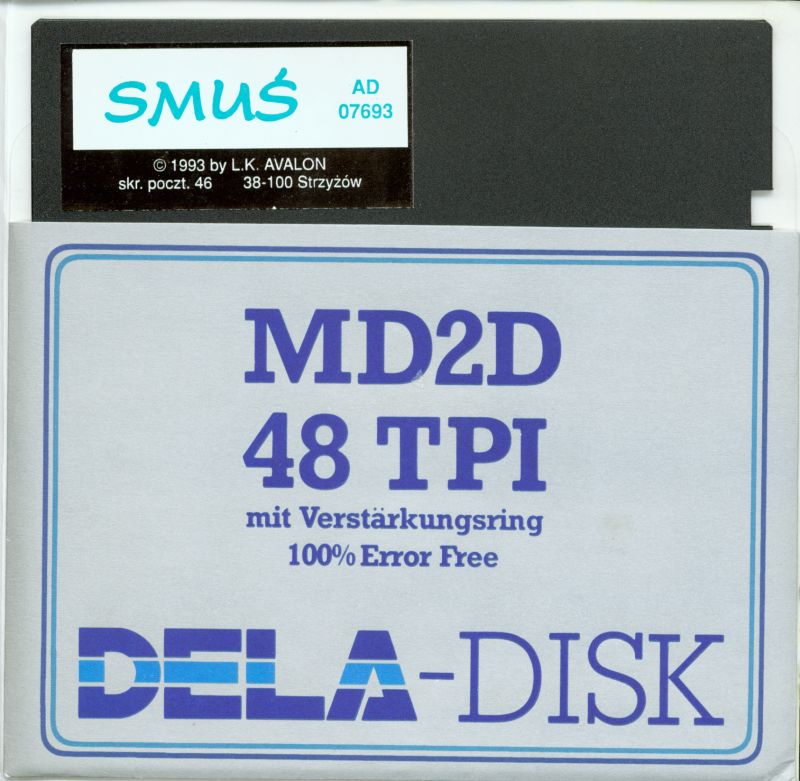 SMUŚ
AD
07693
© 1993 by L.K. AVALON
skr. poczt. 46 38-100 Strzyżów
MD2D
48 TPI
mit Verstärkungsring
100% Error Free
DELA-DISK